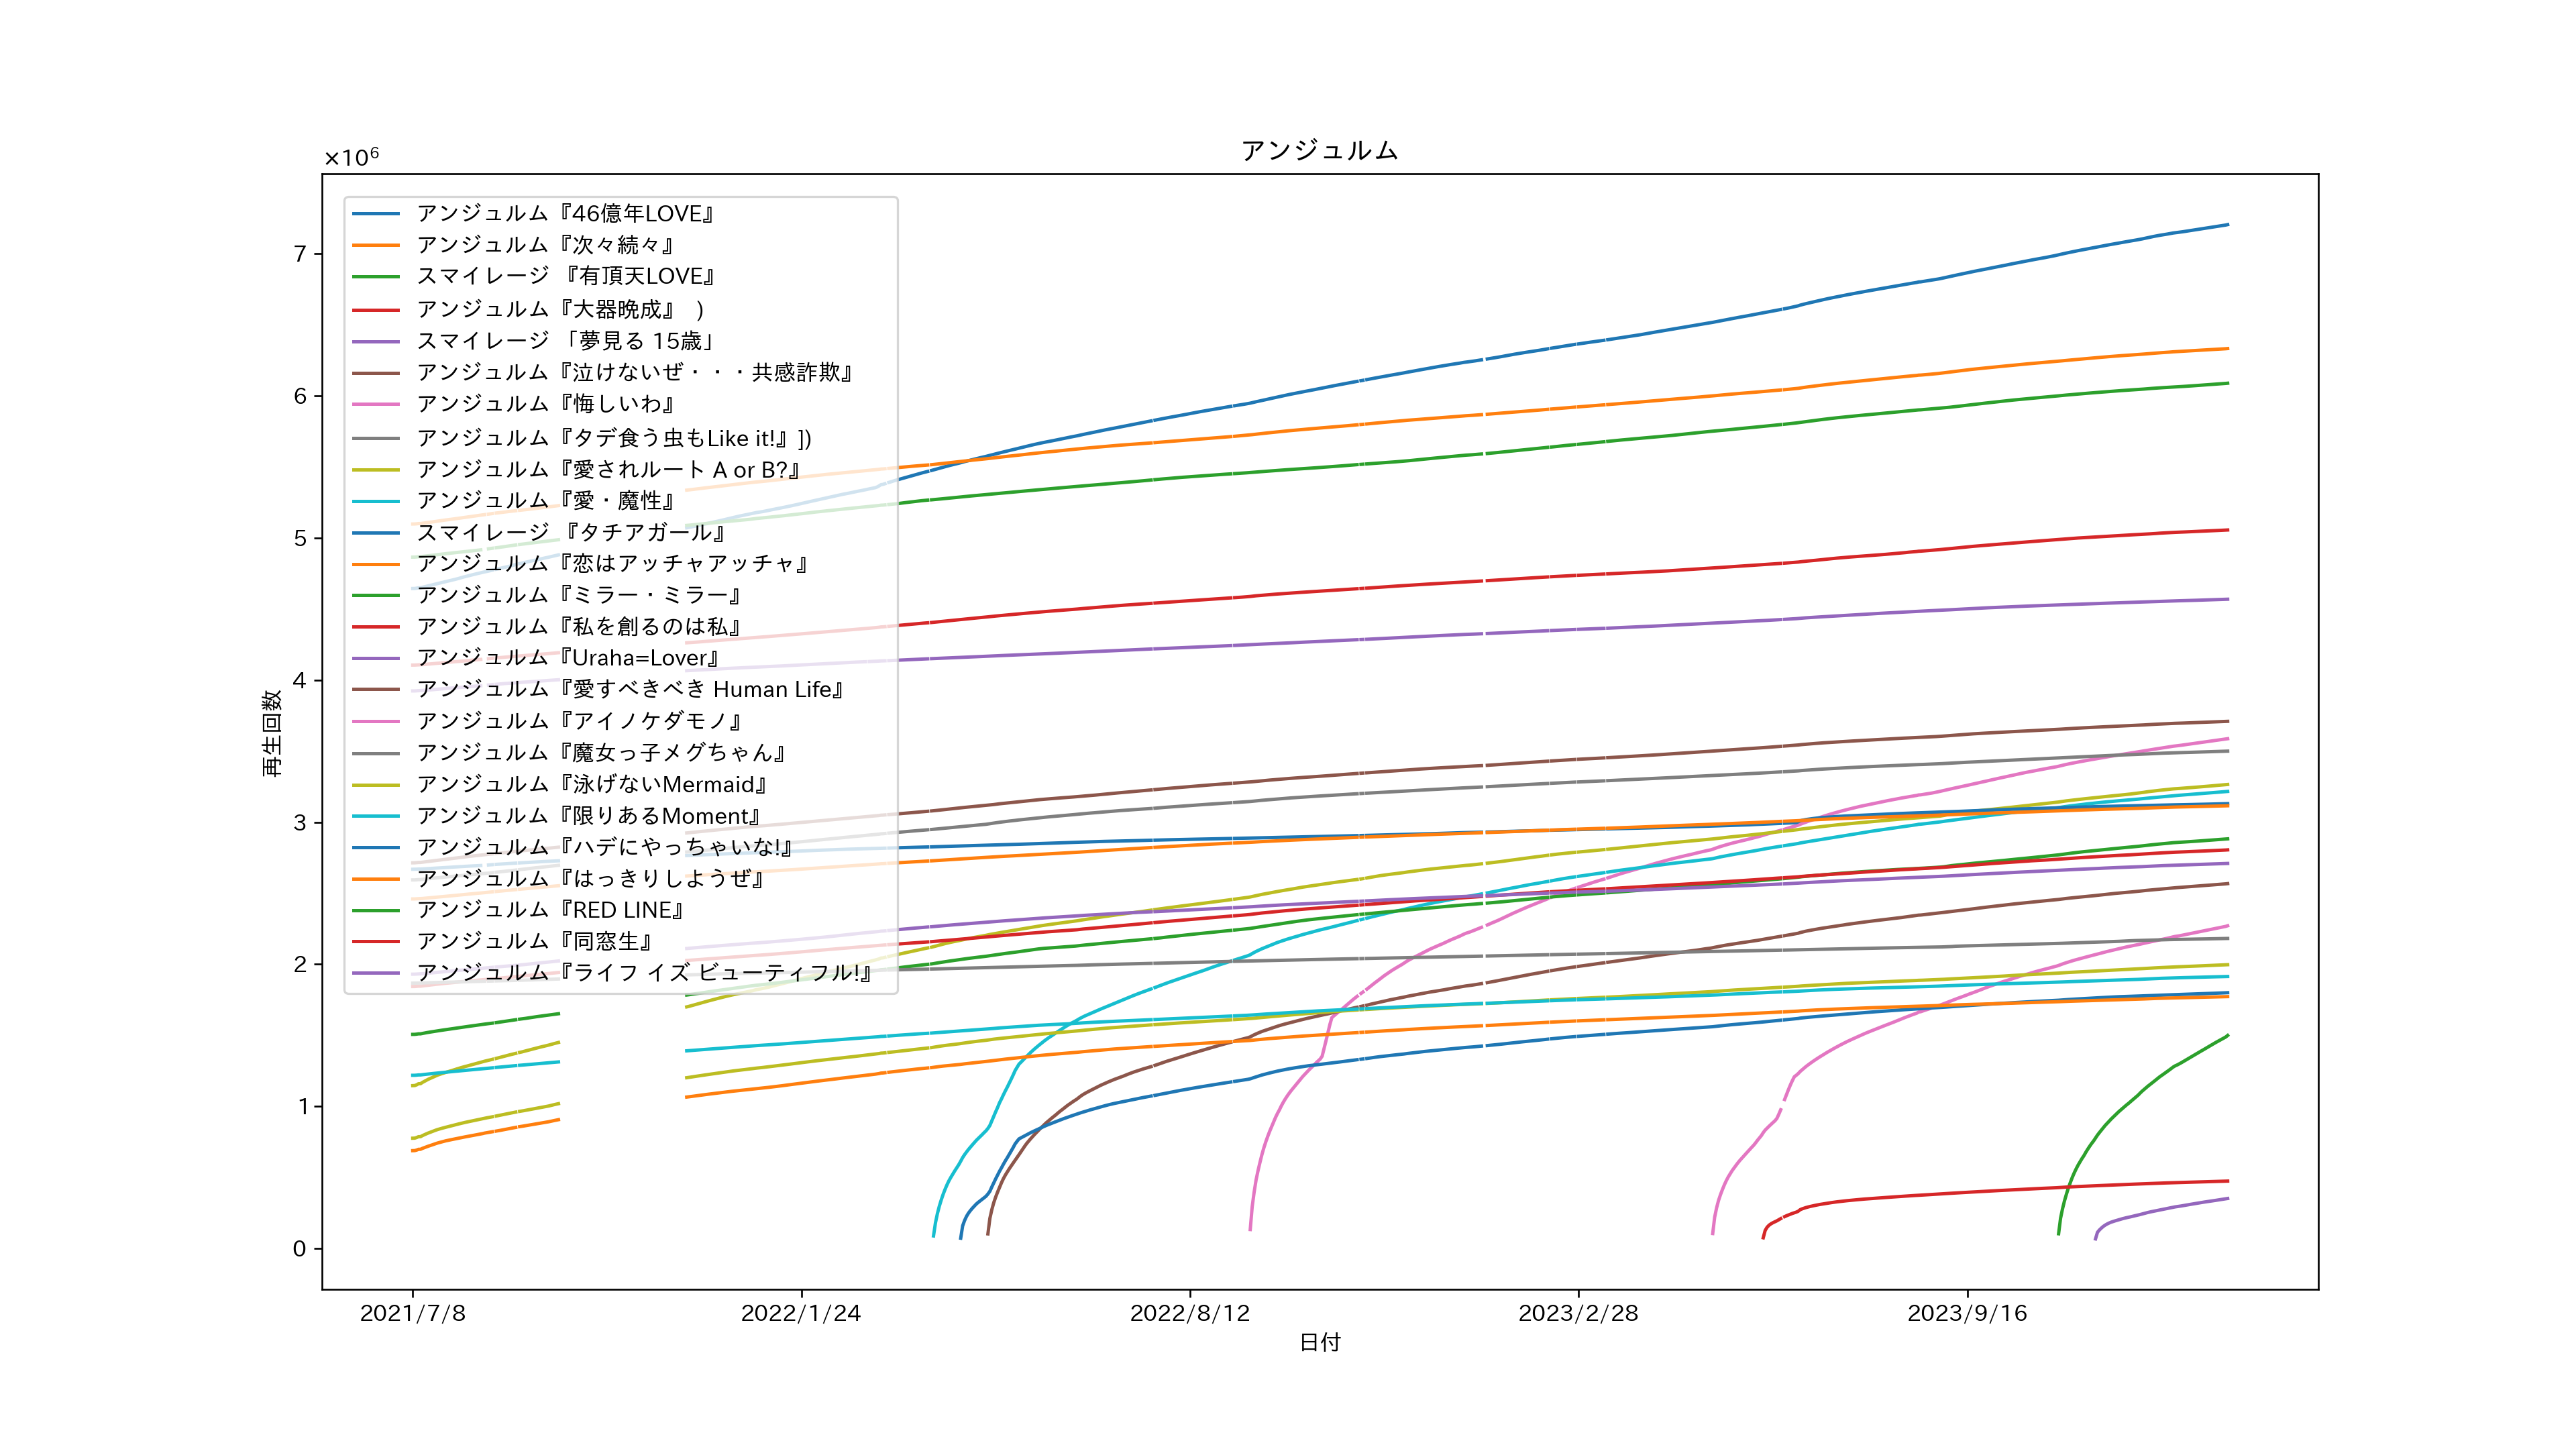 アンジュルム
×10⁶
アンジュルム『46億年LOVE』
アンジュルム『次々続々』
スマイレージ 『有頂天LOVE』
アンジュルム『大器晩成』 )
スマイレージ 「夢見る 15歳」
アンジュルム『泣けないぜ・・・共感詐欺』
アンジュルム『悔しいわ』
アンジュルム『タデ食う虫もLike it!』])
アンジュルム『愛されルート A or B?』
アンジュルム『愛・魔性』
スマイレージ 『タチアガール』
アンジュルム『恋はアッチャアッチャ』
アンジュルム『ミラー・ミラー』
アンジュルム『私を創るのは私』
アンジュルム『Uraha=Lover』
アンジュルム『愛すべきべき Human Life』
アンジュルム『アイノケダモノ』
アンジュルム『魔女っ子メグちゃん』
アンジュルム『泳げないMermaid』
アンジュルム『限りあるMoment』
アンジュルム『ハデにやっちゃいな!』
アンジュルム『はっきりしようぜ』
アンジュルム『RED LINE』
アンジュルム『同窓生』
アンジュルム『ライフ イズ ビューティフル!』
7
6
5
4
3
2
1
0
再生回数
2021/7/8
2022/1/24
2022/8/12
2023/2/28
2023/9/16
日付